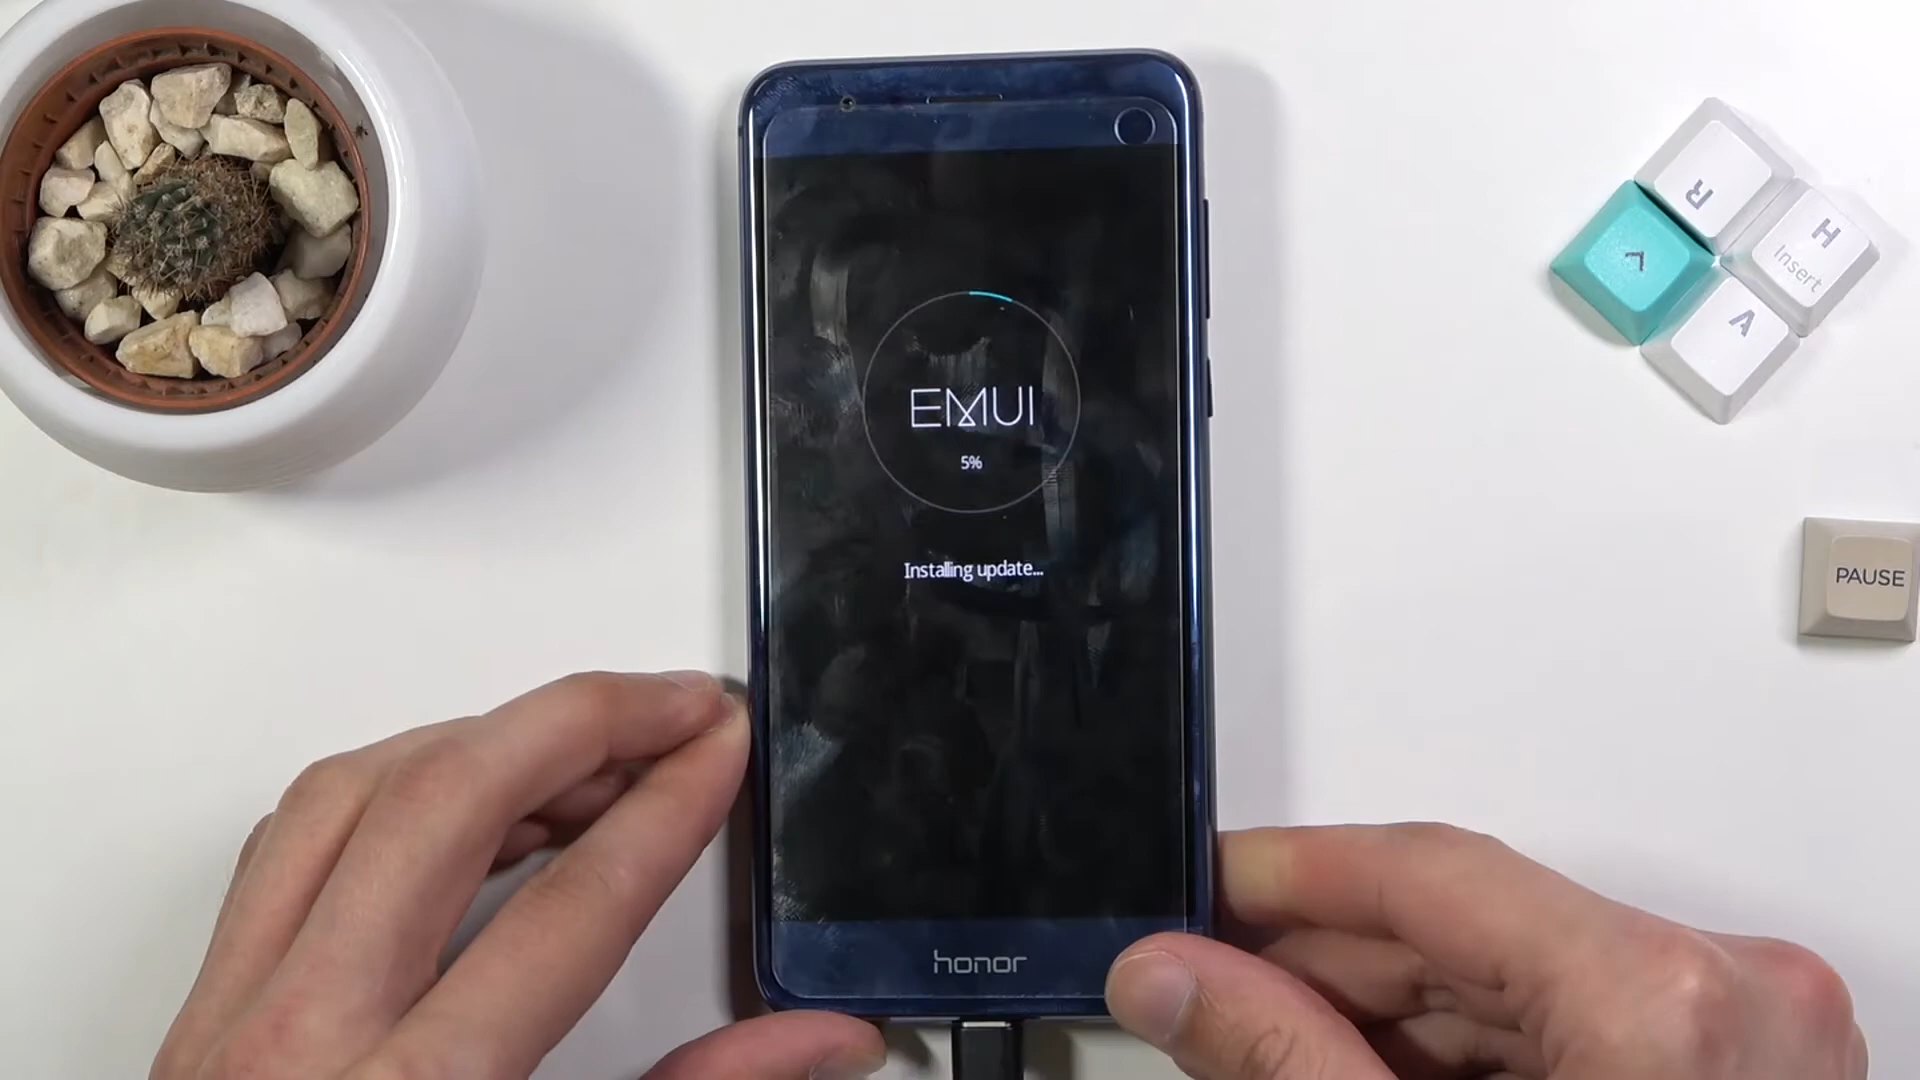 EMUI
5%
Installing update...
honor
R
H
Insert
V
A
PAUSE